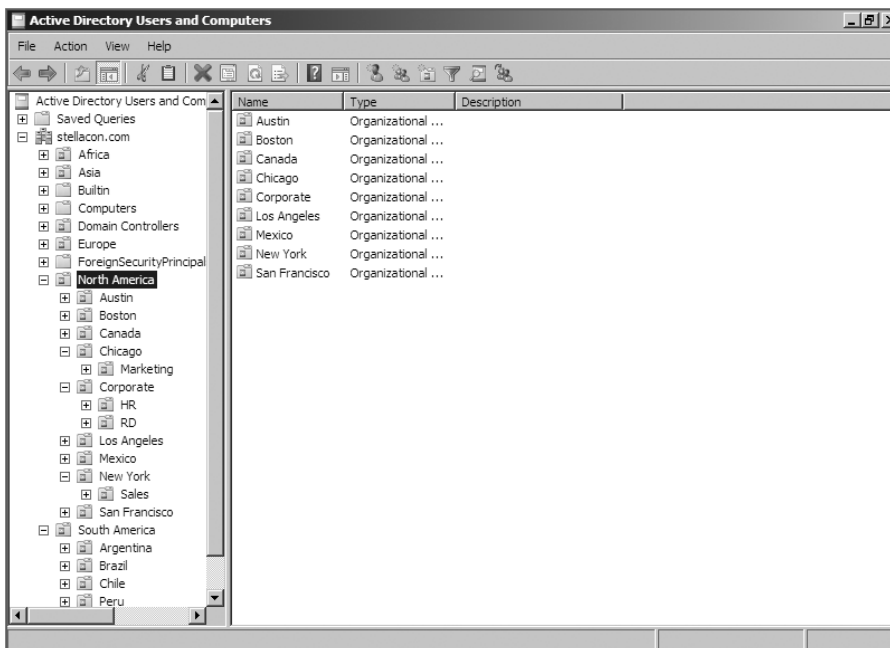 Active Directory Users and Computers
File Action View Help
Active Directory Users and Com
Saved Queries
stellacon.com
Africa
Asia
Builtin
Computers
Domain Controllers
Europe
ForeignSecurityPrincipal
North America
Austin
Boston
Canada
Chicago
Marketing
Corporate
HR
RD
Los Angeles
Mexico
New York
Sales
San Francisco
South America
Argentina
Brazil
Chile
Peru
Name Type Description
Austin Organizational ...
Boston Organizational ...
Canada Organizational ...
Chicago Organizational ...
Corporate Organizational ...
Los Angeles Organizational ...
Mexico Organizational ...
New York Organizational ...
San Francisco Organizational ...